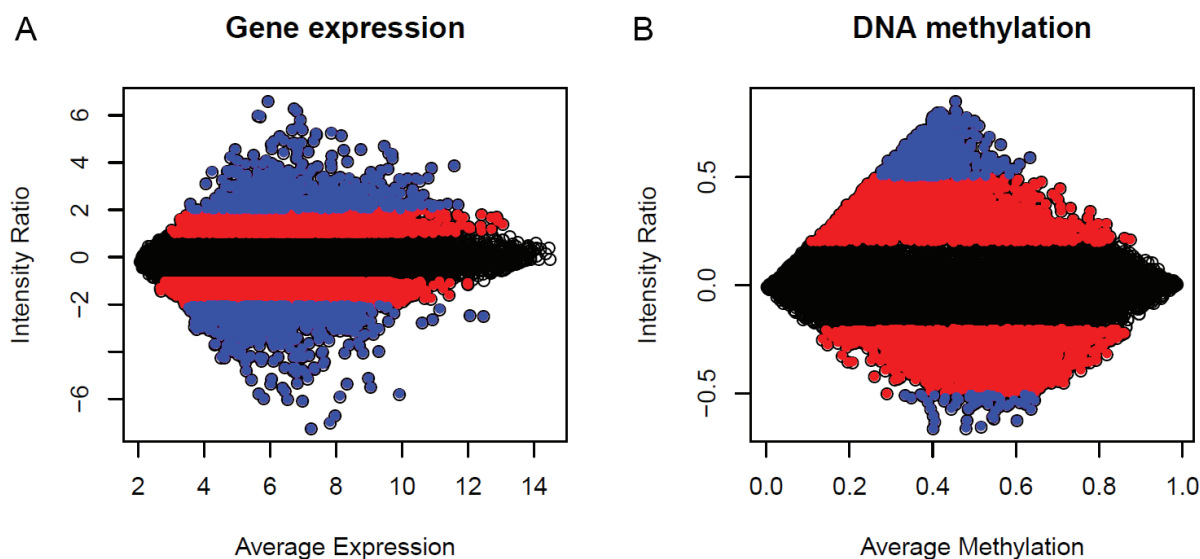 A
Gene expression
Intensity Ratio
6
4
2
0
−2
−6
2 4 6 8 10 12 14
Average Expression
B
DNA methylation
Intensity Ratio
0.5
0.0
−0.5
0.0 0.2 0.4 0.6 0.8 1.0
Average Methylation